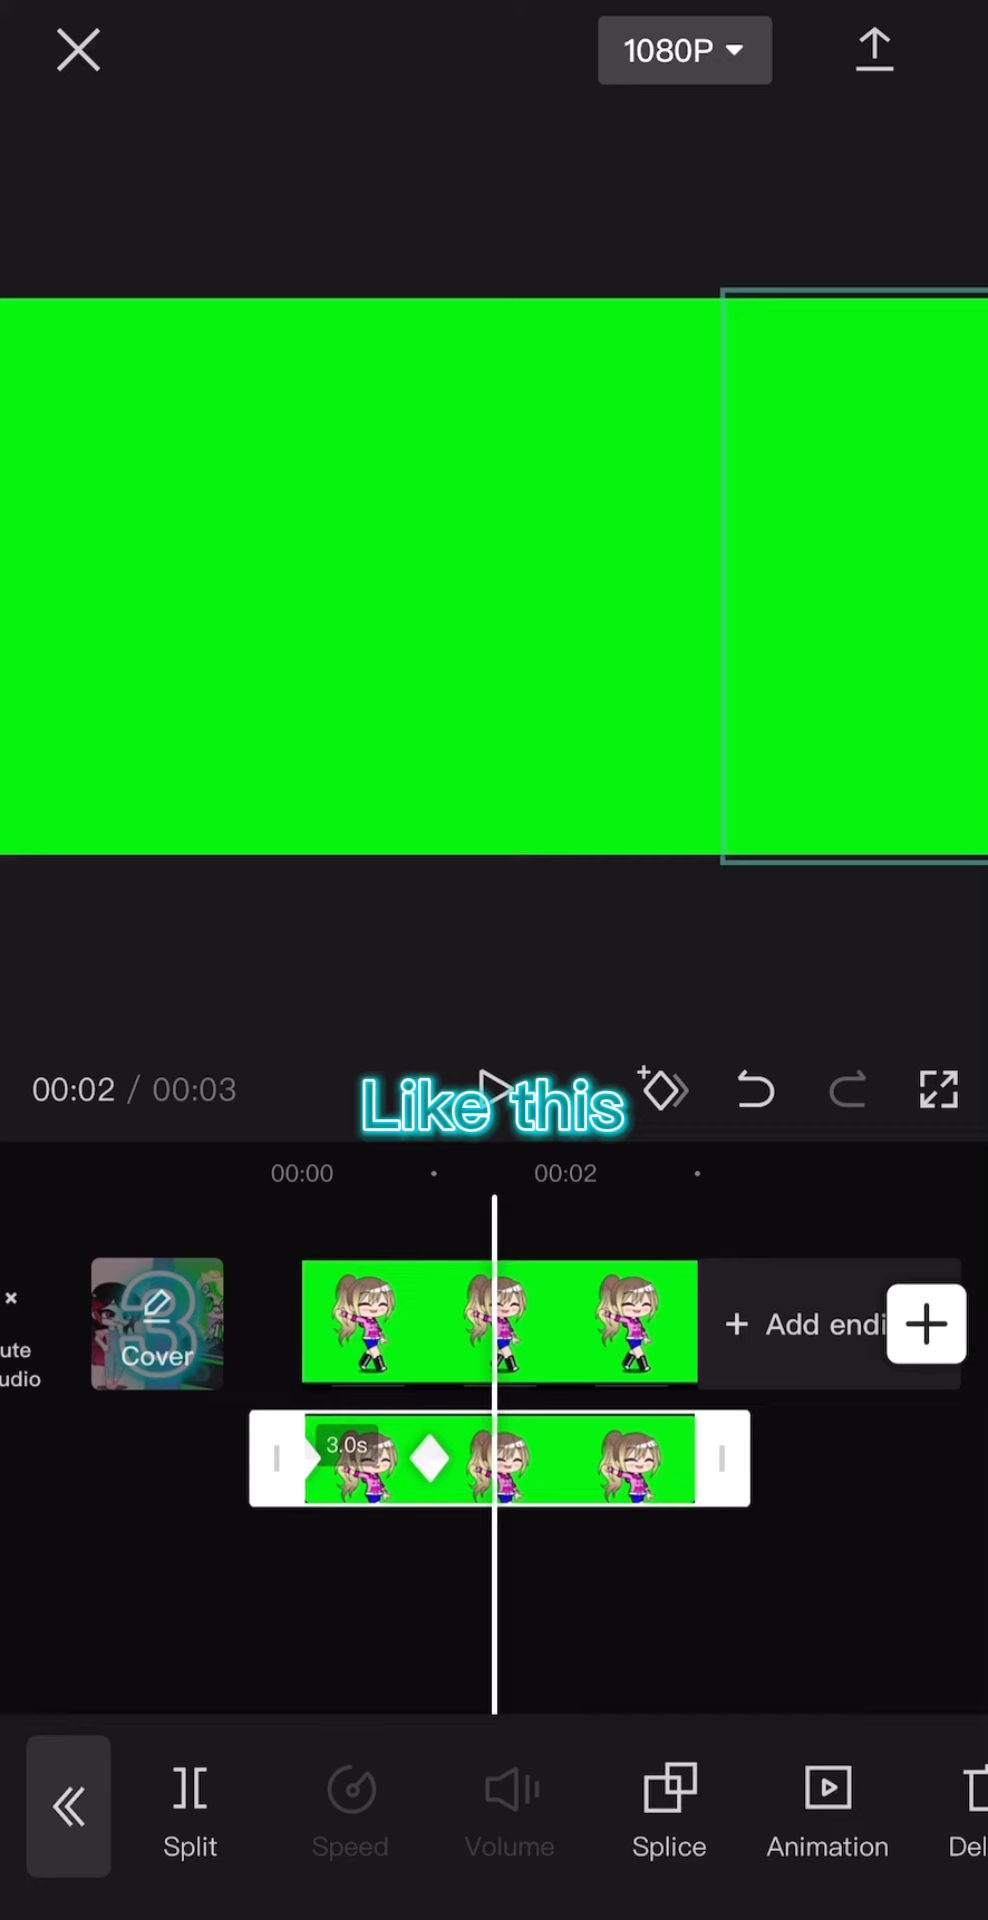 1080P
00:02 / 00:03
Like this
00:00
00:02
ute
udio
3
Cover
+ Add endi
3.0s
Split
Speed
Volume
Splice
Animation
Del